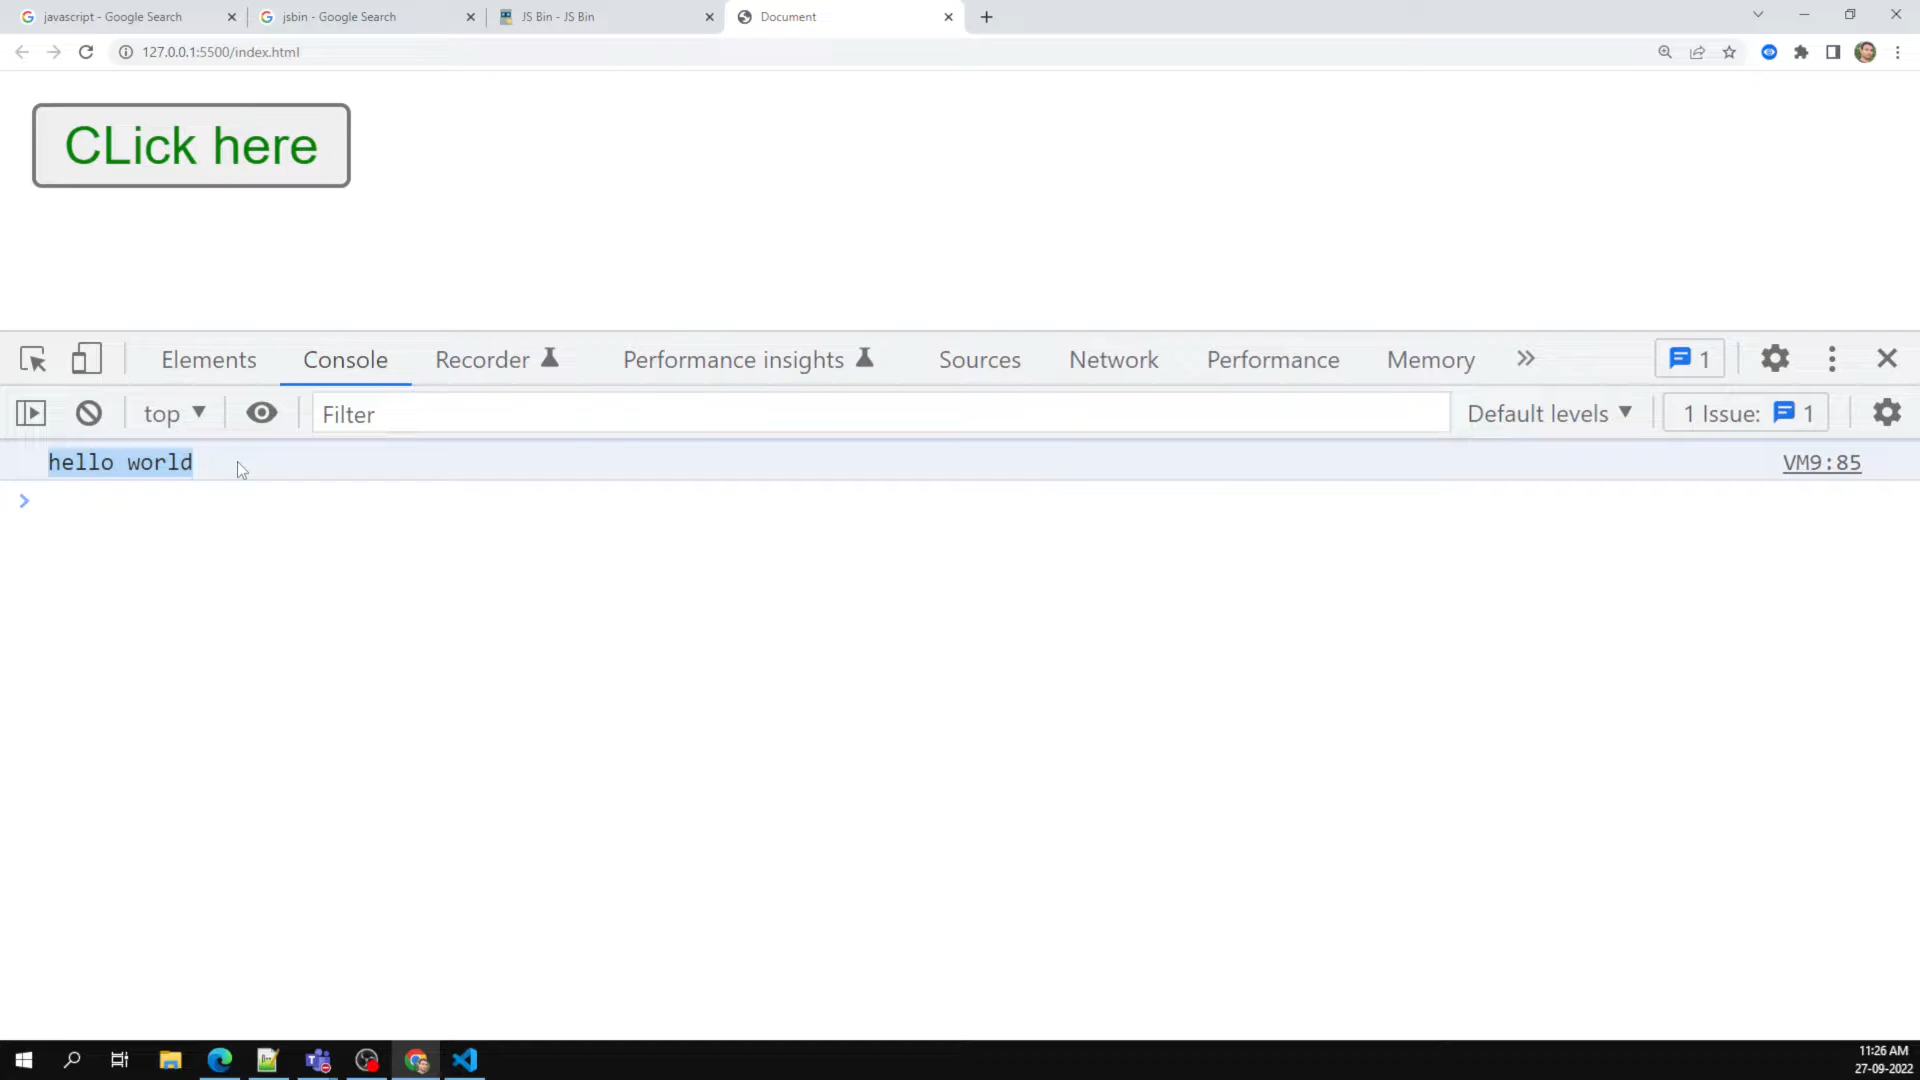 javascript - Google Search
jsbin - Google Search
JS Bin - JS Bin
Document
127.0.0.1:5500/index.html
CLick here
Elements Console Recorder Performance insights Sources Network Performance Memory 1
top Filter Default levels 1 Issue: 1
hello world VM9:85
11:26 AM
27-09-2022